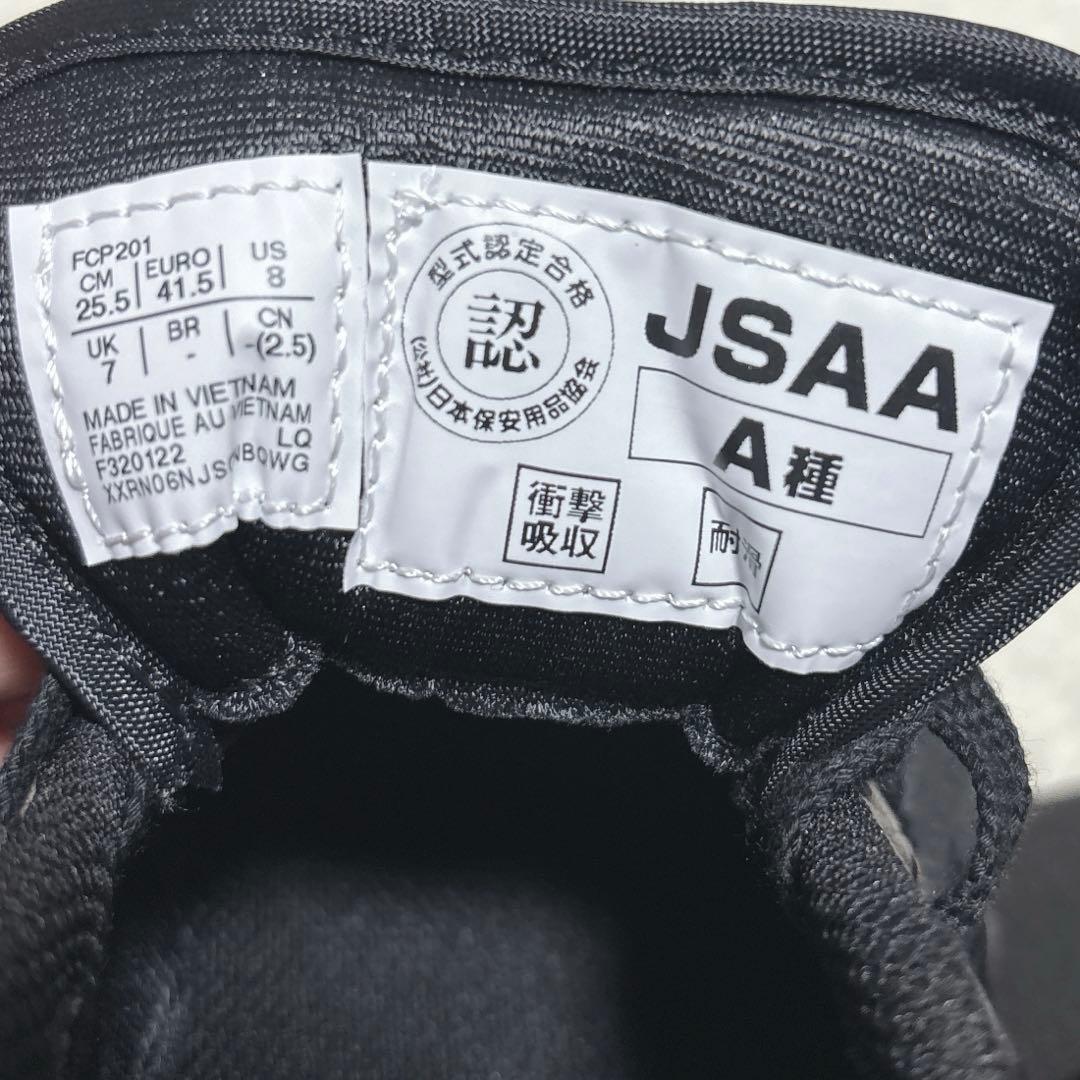 FCP201
CM 25.5 | EURO 41.5 | US 8
UK 7 | BR - | CN -(2.5)
MADE IN VIETNAM
FABRIQUE AU VIETNAM
LQ
F320122
型式認定合格
認
(公社)日本保安用品協会
JSAA
A種
衝撃
吸収
耐滑